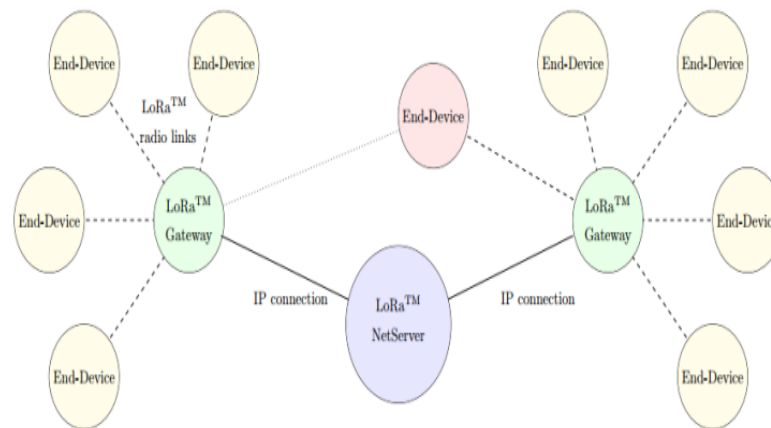 End-Device
End-Device
End-Device
End-Device
LoRa™
radio links
End-Device
LoRa™
Gateway
LoRa™
Gateway
End-Device
End-Device
IP connection
IP connection
LoRa™
NetServer
End-Device
End-Device